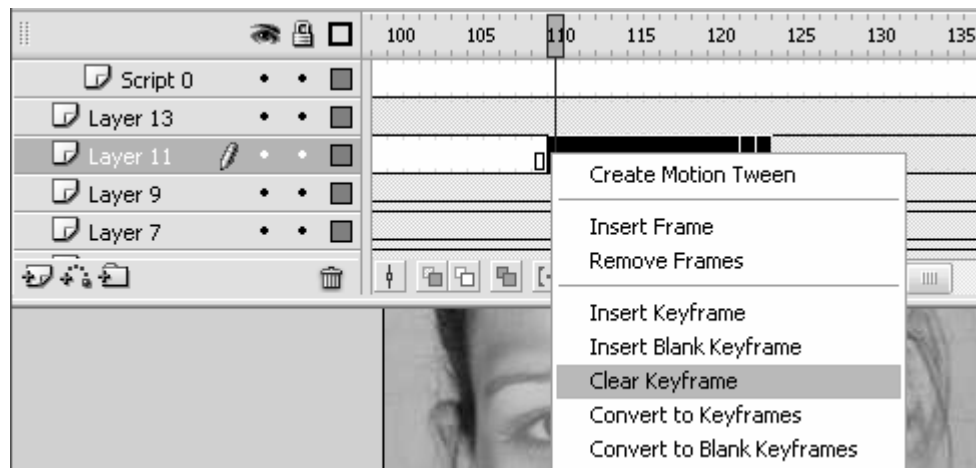 100 105 110 115 120 125 130 135
Script 0
Layer 13
Layer 11
Layer 9
Layer 7
Create Motion Tween
Insert Frame
Remove Frames
Insert Keyframe
Insert Blank Keyframe
Clear Keyframe
Convert to Keyframes
Convert to Blank Keyframes